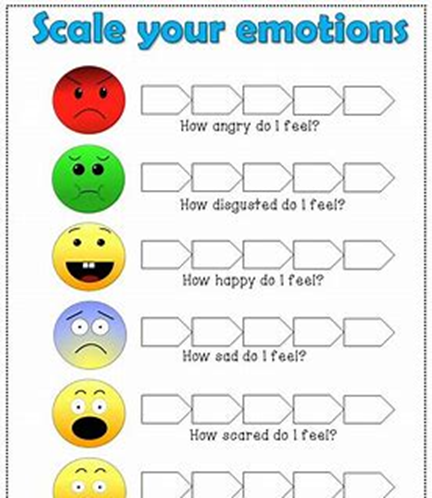 Scale your emotions
How angry do I feel?
How disgusted do I feel?
How happy do I feel?
How sad do I feel?
How scared do I feel?